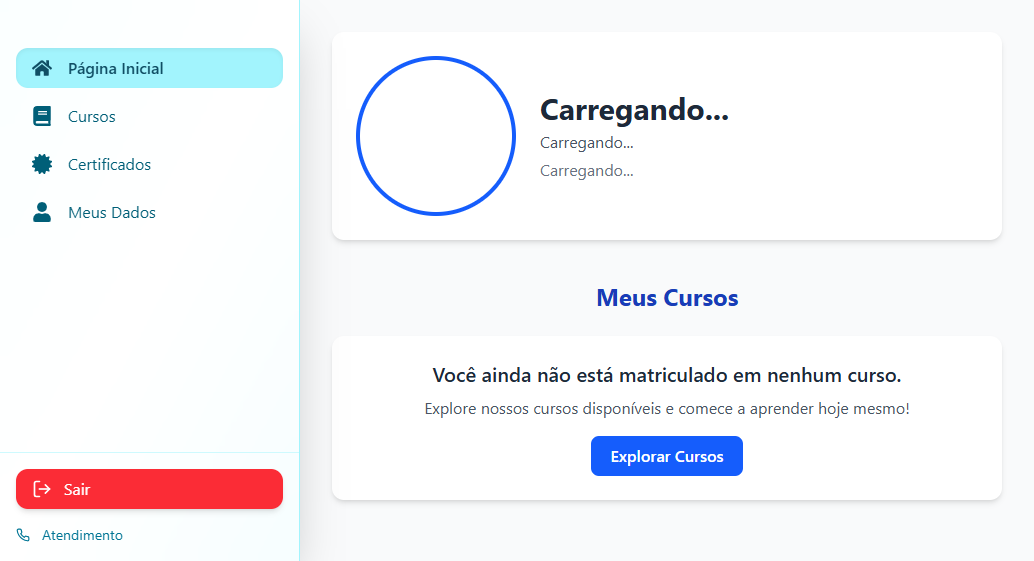 Página Inicial
Cursos
Certificados
Meus Dados
Sair
Atendimento
Carregando...
Carregando...
Carregando...
Meus Cursos
Você ainda não está matriculado em nenhum curso.
Explore nossos cursos disponíveis e comece a aprender hoje mesmo!
Explorar Cursos